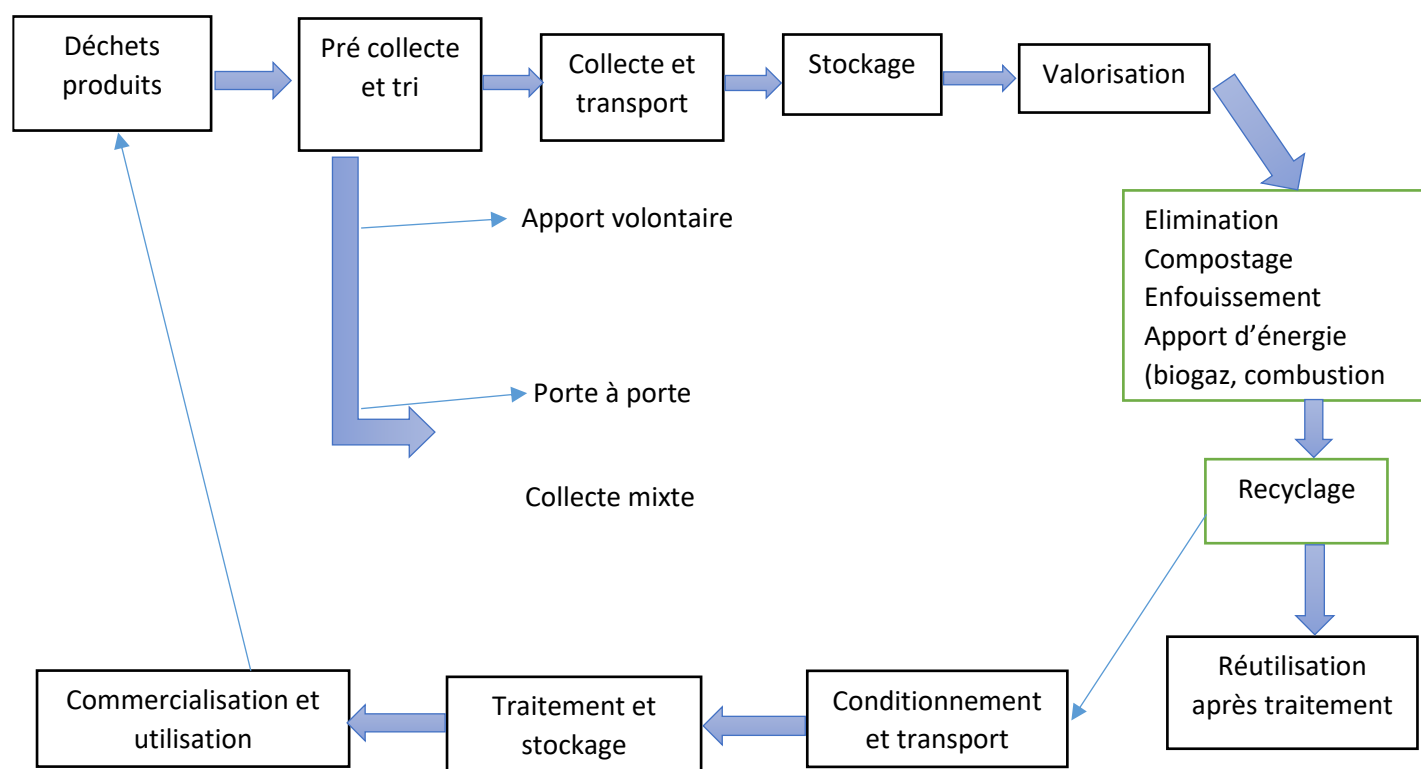 Déchets
produits
Pré collecte
et tri
Collecte et
transport
Stockage
Valorisation
Apport volontaire
Elimination
Compostage
Enfouissement
Apport d’énergie
(biogaz, combustion
Porte à porte
Collecte mixte
Recyclage
Réutilisation
après traitement
Conditionnement
et transport
Traitement et
stockage
Commercialisation et
utilisation